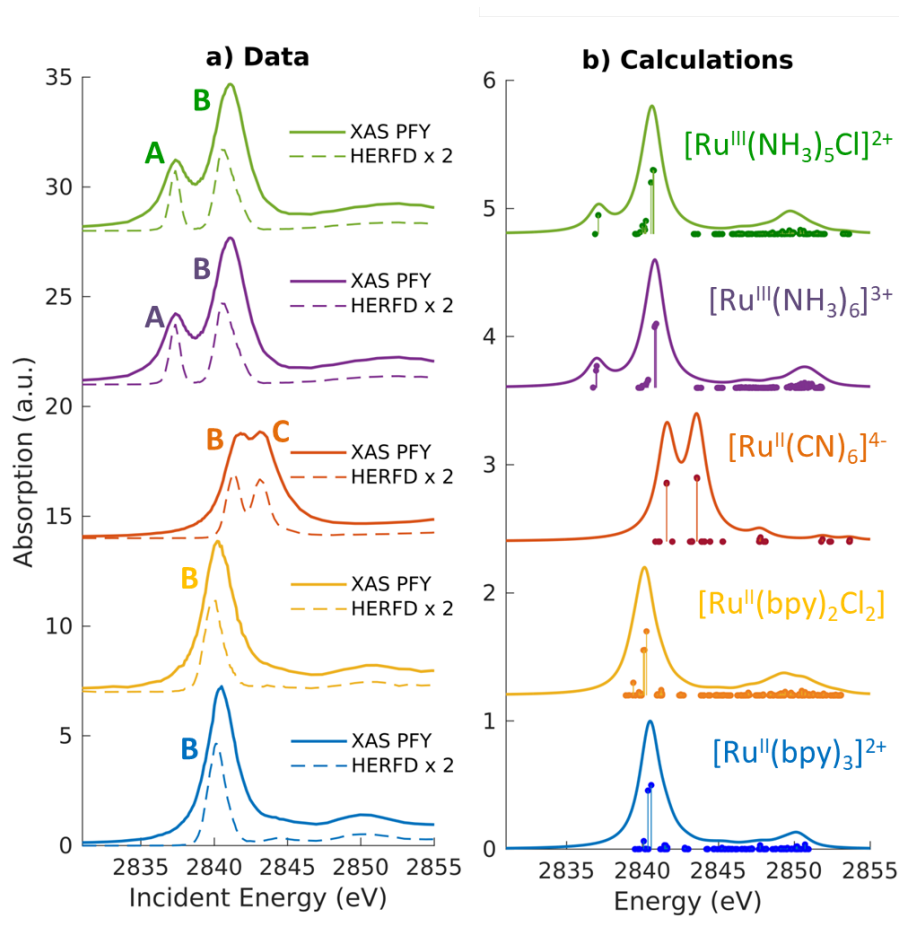 a) Data
b) Calculations
35
30
25
20
15
10
5
0
Absorption (a.u.)
B
A
XAS PFY
HERFD x 2
B
A
XAS PFY
HERFD x 2
B
C
XAS PFY
HERFD x 2
B
XAS PFY
HERFD x 2
B
XAS PFY
HERFD x 2
2835
2840
2845
2850
2855
Incident Energy (eV)
6
5
4
3
2
1
0
[Ru^III(NH₃)₅Cl]²⁺
[Ru^III(NH₃)₆]³⁺
[Ru^II(CN)₆]⁴⁻
[Ru^II(bpy)₂Cl₂]
[Ru^II(bpy)₃]²⁺
2835
2840
2845
2850
2855
Energy (eV)